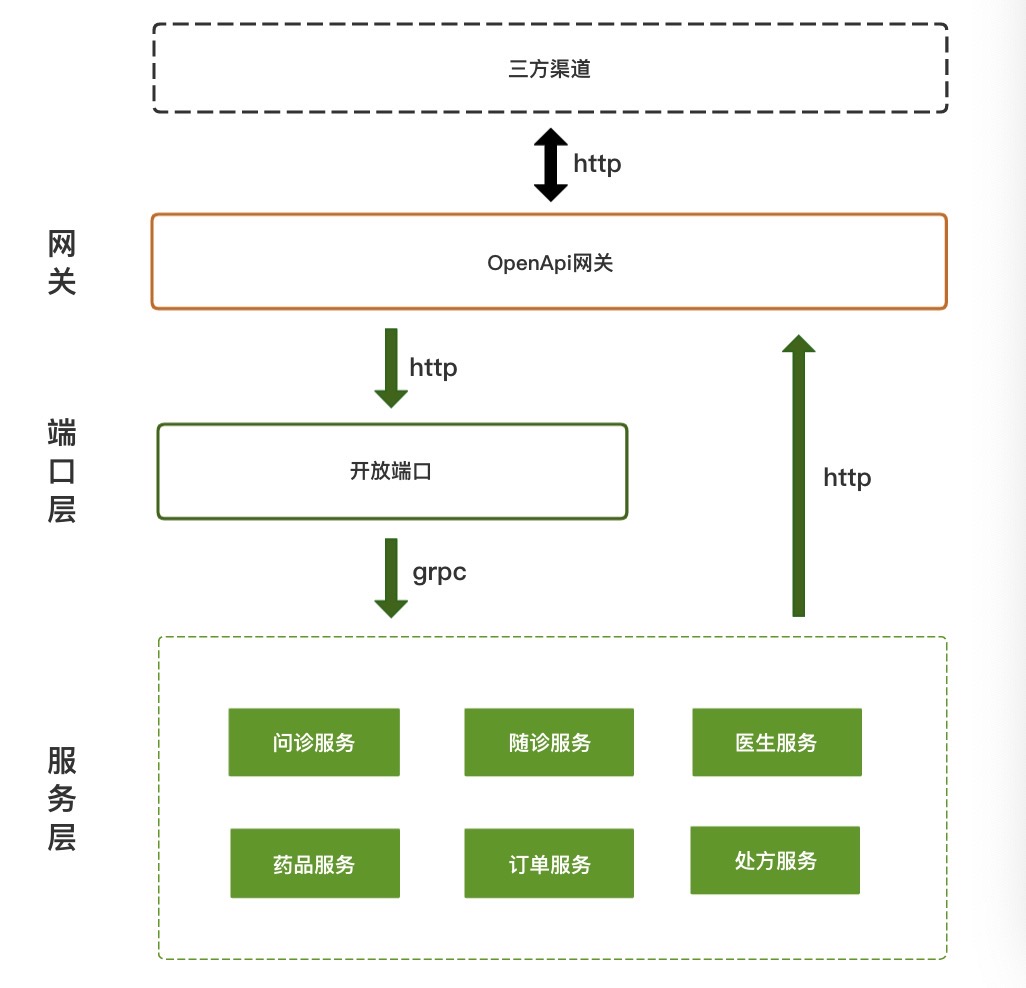 三方渠道
http
网关
OpenApi网关
http
端口层
开放端口
http
grpc
服务层
问诊服务
随诊服务
医生服务
药品服务
订单服务
处方服务